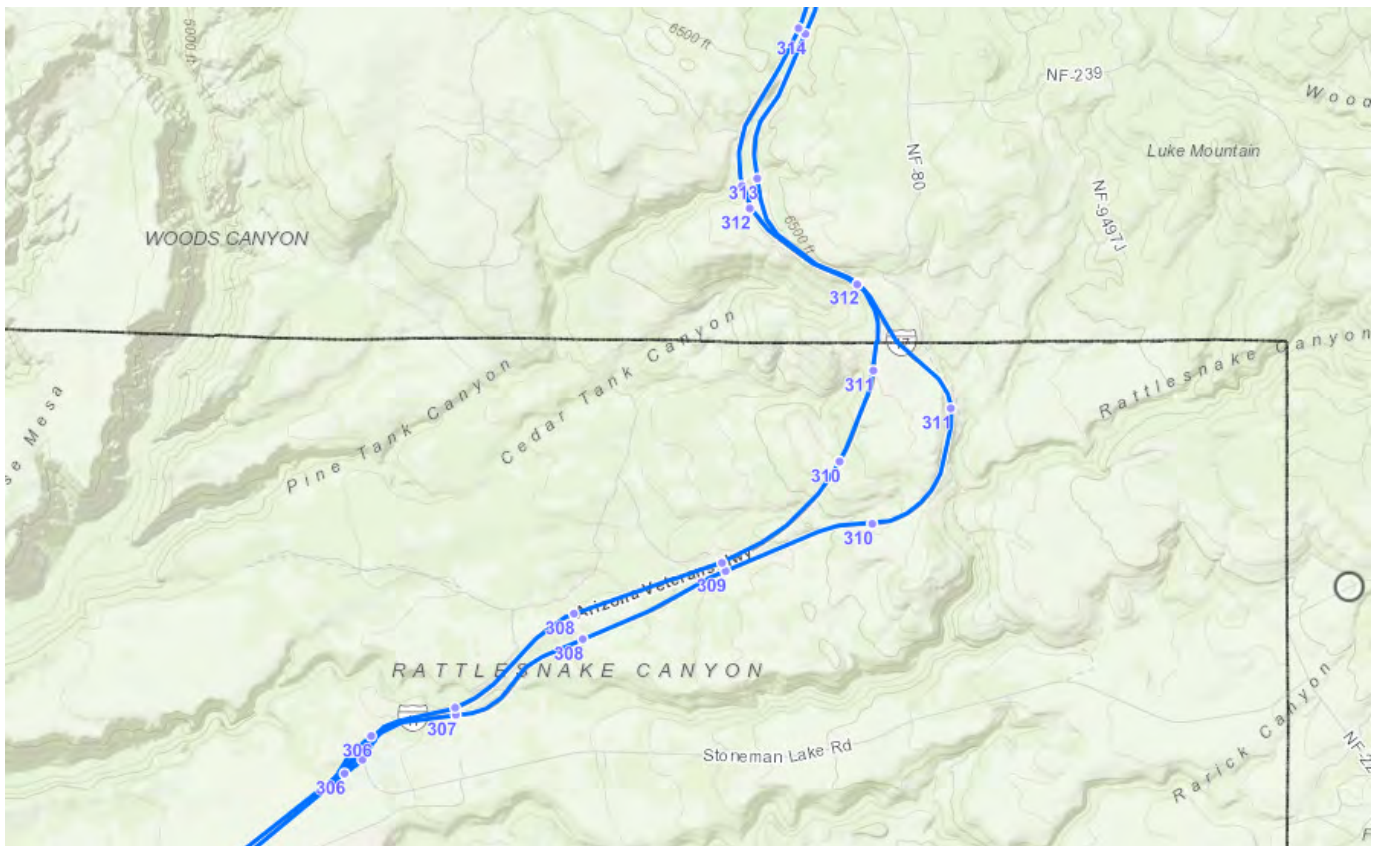 6000 ft
6500 ft
314
NF-239
Wood
Luke Mountain
NF-80
313
312
NF-9497J
6500 ft
WOODS CANYON
312
17
Rattlesnake Canyon
Cedar Tank Canyon
Pine Tank Canyon
311
311
se Mesa
310
310
309
Arizona Veterans Hwy
308
308
RATTLESNAKE CANYON
307
306
306
Stoneman Lake Rd
Rarick Canyon
NF-22
F